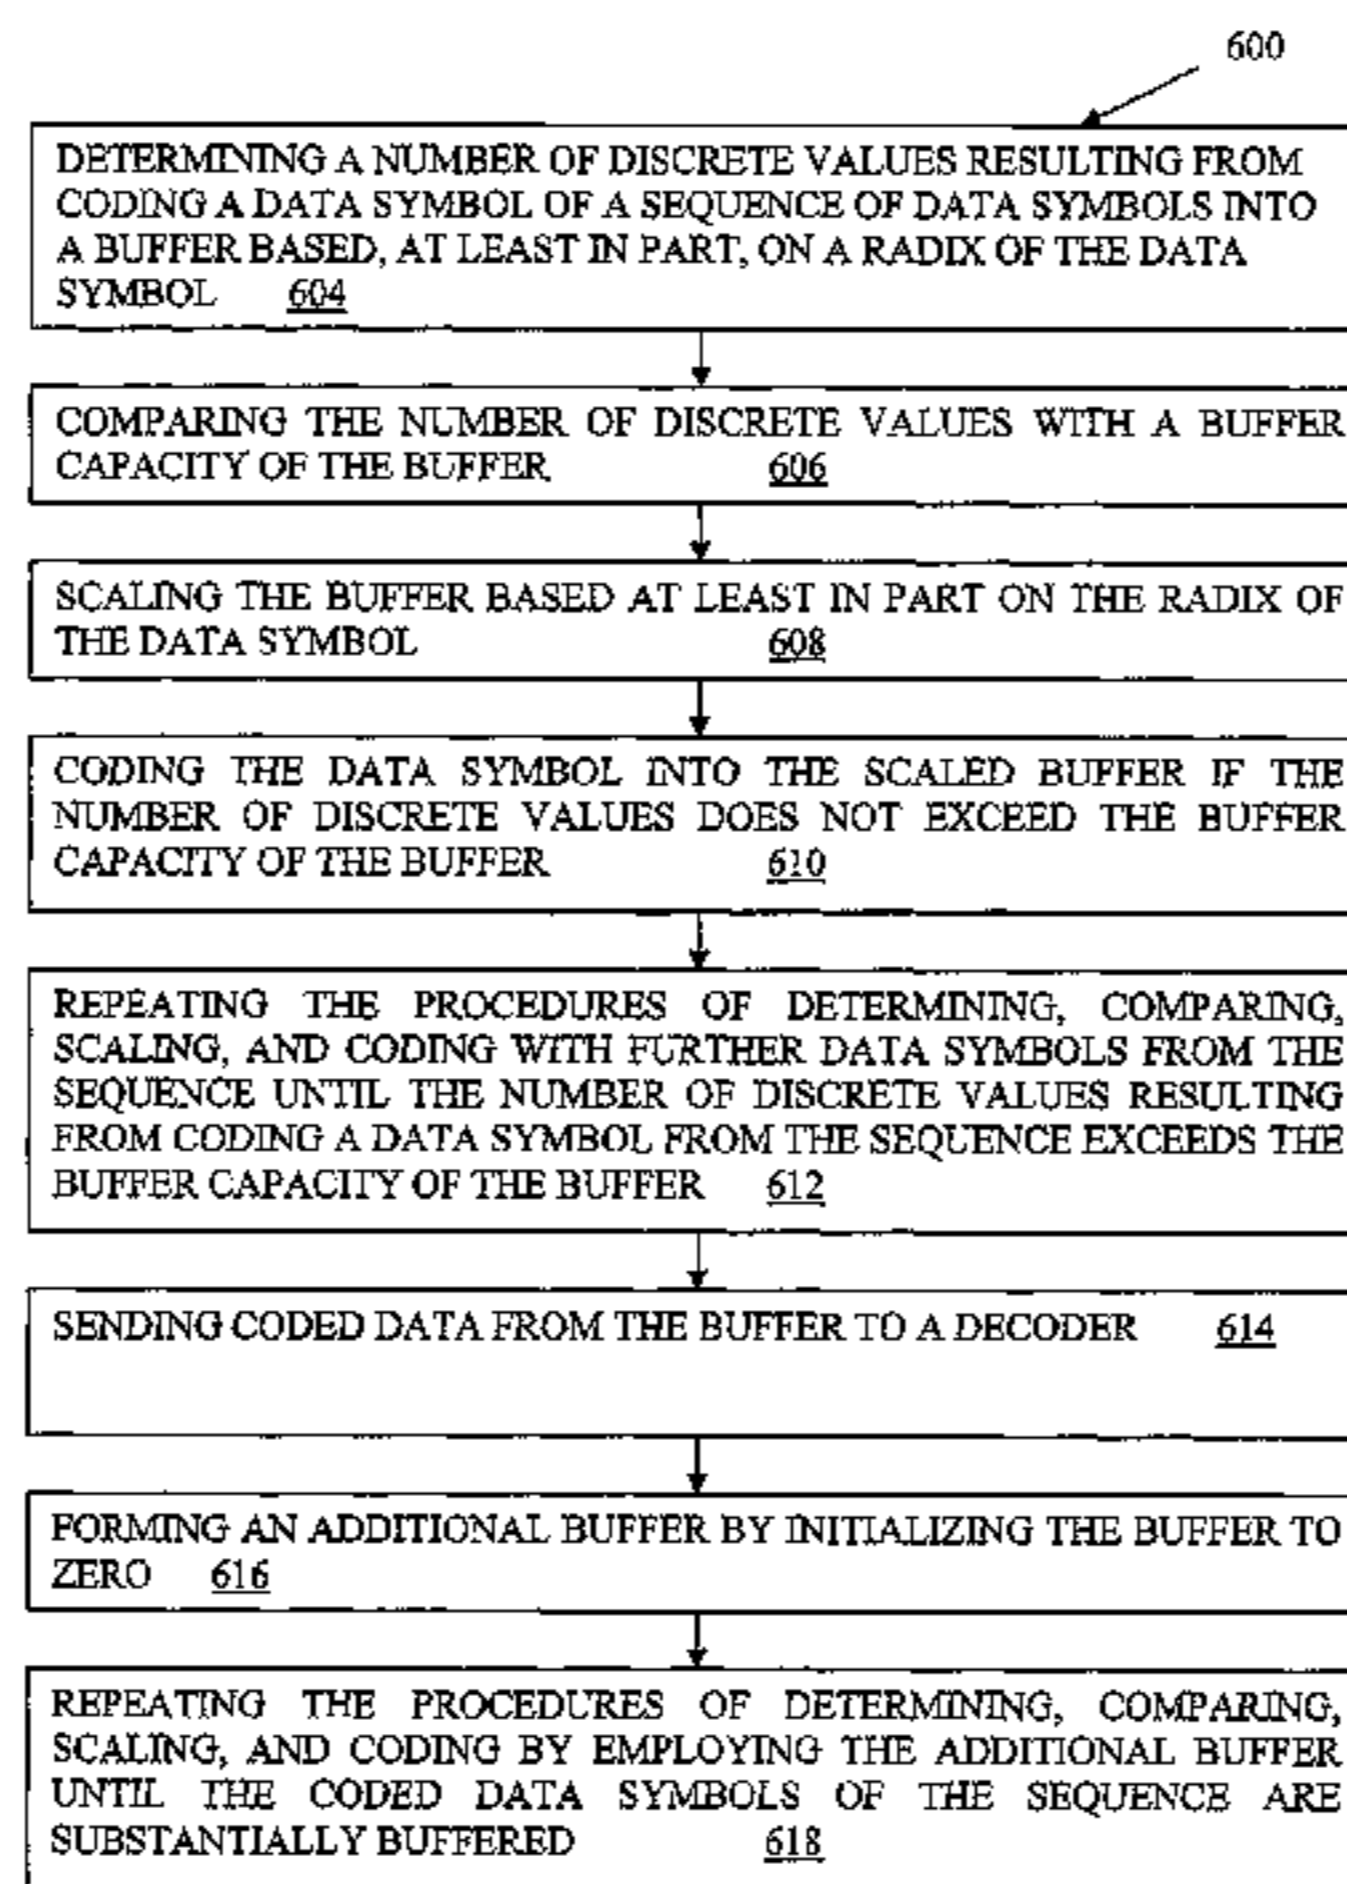 600
DETERMINING A NUMBER OF DISCRETE VALUES RESULTING FROM
CODING A DATA SYMBOL OF A SEQUENCE OF DATA SYMBOLS INTO
A BUFFER BASED, AT LEAST IN PART, ON A RADIX OF THE DATA
SYMBOL 604
COMPARING THE NUMBER OF DISCRETE VALUES WITH A BUFFER
CAPACITY OF THE BUFFER 606
SCALING THE BUFFER BASED AT LEAST IN PART ON THE RADIX OF
THE DATA SYMBOL 608
CODING THE DATA SYMBOL INTO THE SCALED BUFFER IF THE
NUMBER OF DISCRETE VALUES DOES NOT EXCEED THE BUFFER
CAPACITY OF THE BUFFER 610
REPEATING THE PROCEDURES OF DETERMINING, COMPARING,
SCALING, AND CODING WITH FURTHER DATA SYMBOLS FROM THE
SEQUENCE UNTIL THE NUMBER OF DISCRETE VALUES RESULTING
FROM CODING A DATA SYMBOL FROM THE SEQUENCE EXCEEDS THE
BUFFER CAPACITY OF THE BUFFER 612
SENDING CODED DATA FROM THE BUFFER TO A DECODER 614
FORMING AN ADDITIONAL BUFFER BY INITIALIZING THE BUFFER TO
ZERO 616
REPEATING THE PROCEDURES OF DETERMINING, COMPARING,
SCALING, AND CODING BY EMPLOYING THE ADDITIONAL BUFFER
UNTIL THE CODED DATA SYMBOLS OF THE SEQUENCE ARE
SUBSTANTIALLY BUFFERED 618